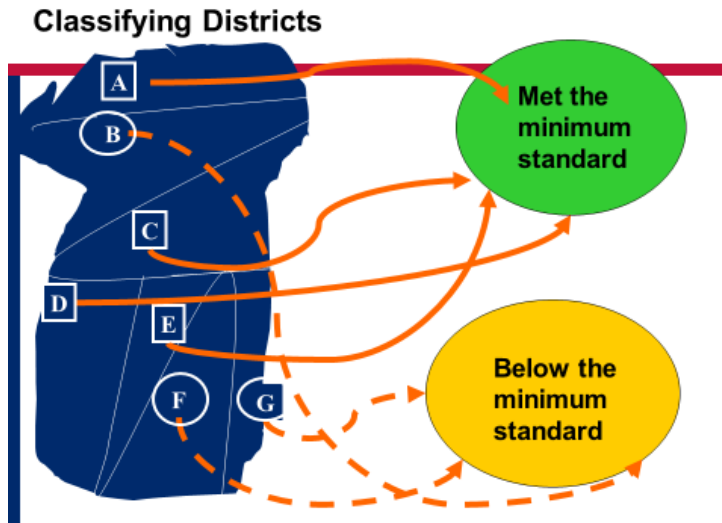 Classifying Districts
A
B
C
D
E
F
G
Met the
minimum
standard
Below the
minimum
standard